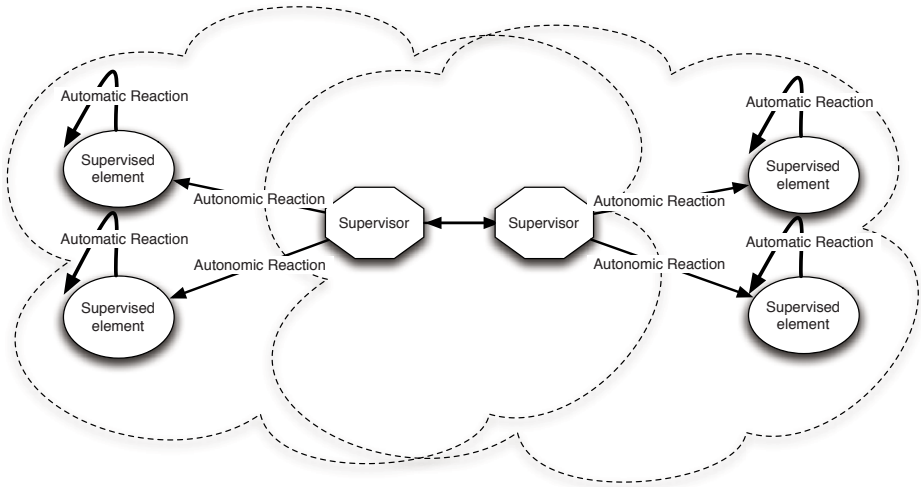 Automatic Reaction
Automatic Reaction
Supervised
element
Supervised
element
Autonomic Reaction
Autonomic Reaction
Supervisor
Supervisor
Automatic Reaction
Automatic Reaction
Autonomic Reaction
Autonomic Reaction
Supervised
element
Supervised
element